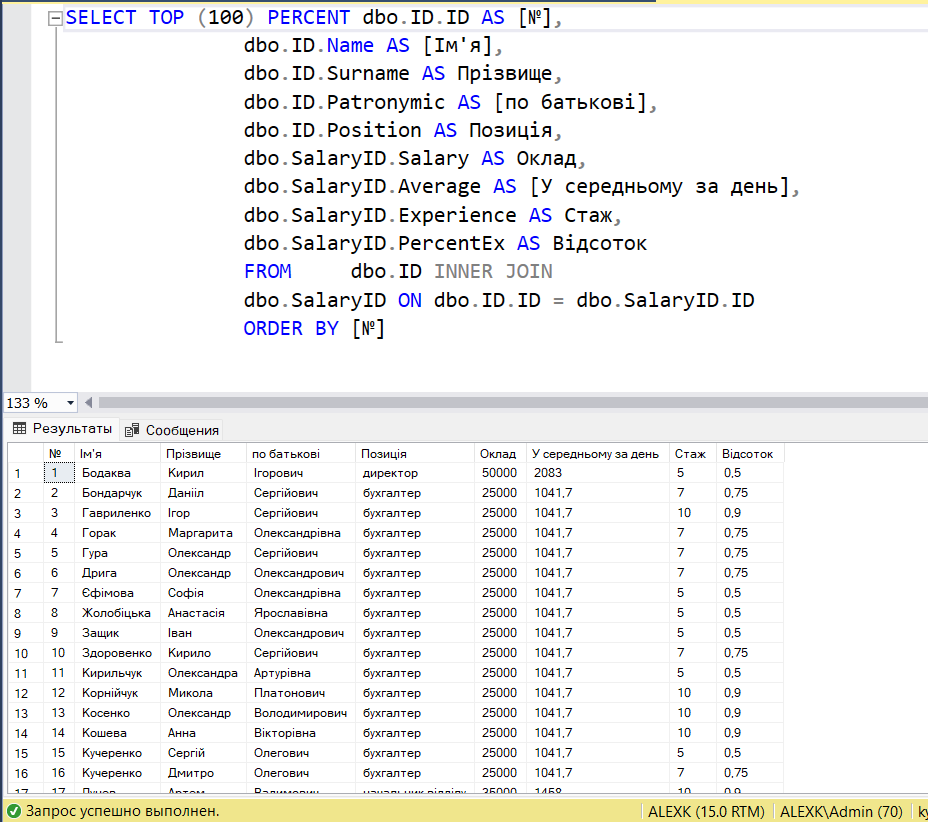 SELECT TOP (100) PERCENT dbo.ID.ID AS [№],
dbo.ID.Name AS [Ім'я],
dbo.ID.Surname AS Прізвище,
dbo.ID.Patronymic AS [по батькові],
dbo.ID.Position AS Позиція,
dbo.SalaryID.Salary AS Оклад,
dbo.SalaryID.Average AS [У середньому за день],
dbo.SalaryID.Experience AS Стаж,
dbo.SalaryID.PercentEx AS Відсоток
FROM dbo.ID INNER JOIN
dbo.SalaryID ON dbo.ID.ID = dbo.SalaryID.ID
ORDER BY [№]
133 %
Результаты Сообщения
№ Ім'я Прізвище по батькові Позиція Оклад У середньому за день Стаж Відсоток
1 1 Бодаква Кирил Ігорович директор 50000 2083 5 0,5
2 2 Бондарчук Данііл Сергійович бухгалтер 25000 1041,7 7 0,75
3 3 Гавриленко Ігор Сергійович бухгалтер 25000 1041,7 10 0,9
4 4 Горак Маргарита Олександрівна бухгалтер 25000 1041,7 7 0,75
5 5 Гура Олександр Сергійович бухгалтер 25000 1041,7 7 0,75
6 6 Дрига Олександр Олександрович бухгалтер 25000 1041,7 7 0,75
7 7 Єфімова Софія Олександрівна бухгалтер 25000 1041,7 5 0,5
8 8 Жолобіцька Анастасія Ярославівна бухгалтер 25000 1041,7 5 0,5
9 9 Защик Іван Олександрович бухгалтер 25000 1041,7 5 0,5
10 10 Здоровенко Кирило Сергійович бухгалтер 25000 1041,7 7 0,75
11 11 Кирильчук Олександра Артурівна бухгалтер 25000 1041,7 5 0,5
12 12 Корнійчук Микола Платонович бухгалтер 25000 1041,7 10 0,9
13 13 Косенко Олександр Володимирович бухгалтер 25000 1041,7 10 0,9
14 14 Кошева Анна Вікторівна бухгалтер 25000 1041,7 10 0,9
15 15 Кучеренко Сергій Олегович бухгалтер 25000 1041,7 5 0,5
16 16 Кучеренко Дмитро Олегович бухгалтер 25000 1041,7 7 0,75
17 17 Артем Вадимович начальник відділу 35000 1458 10 0,9
Запрос успешно выполнен. ALEXK (15.0 RTM) ALEXK\Admin (70) ky